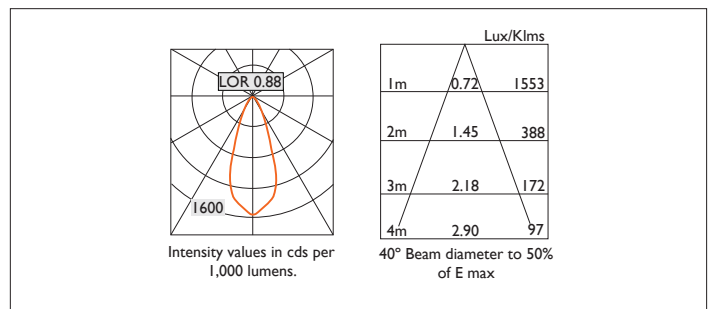 Lux/Klms
LOR 0.88
1600
Intensity values in cds per
1,000 lumens.
1m 0.72 1553
2m 1.45 388
3m 2.18 172
4m 2.90 97
40º Beam diameter to 50%
of E max